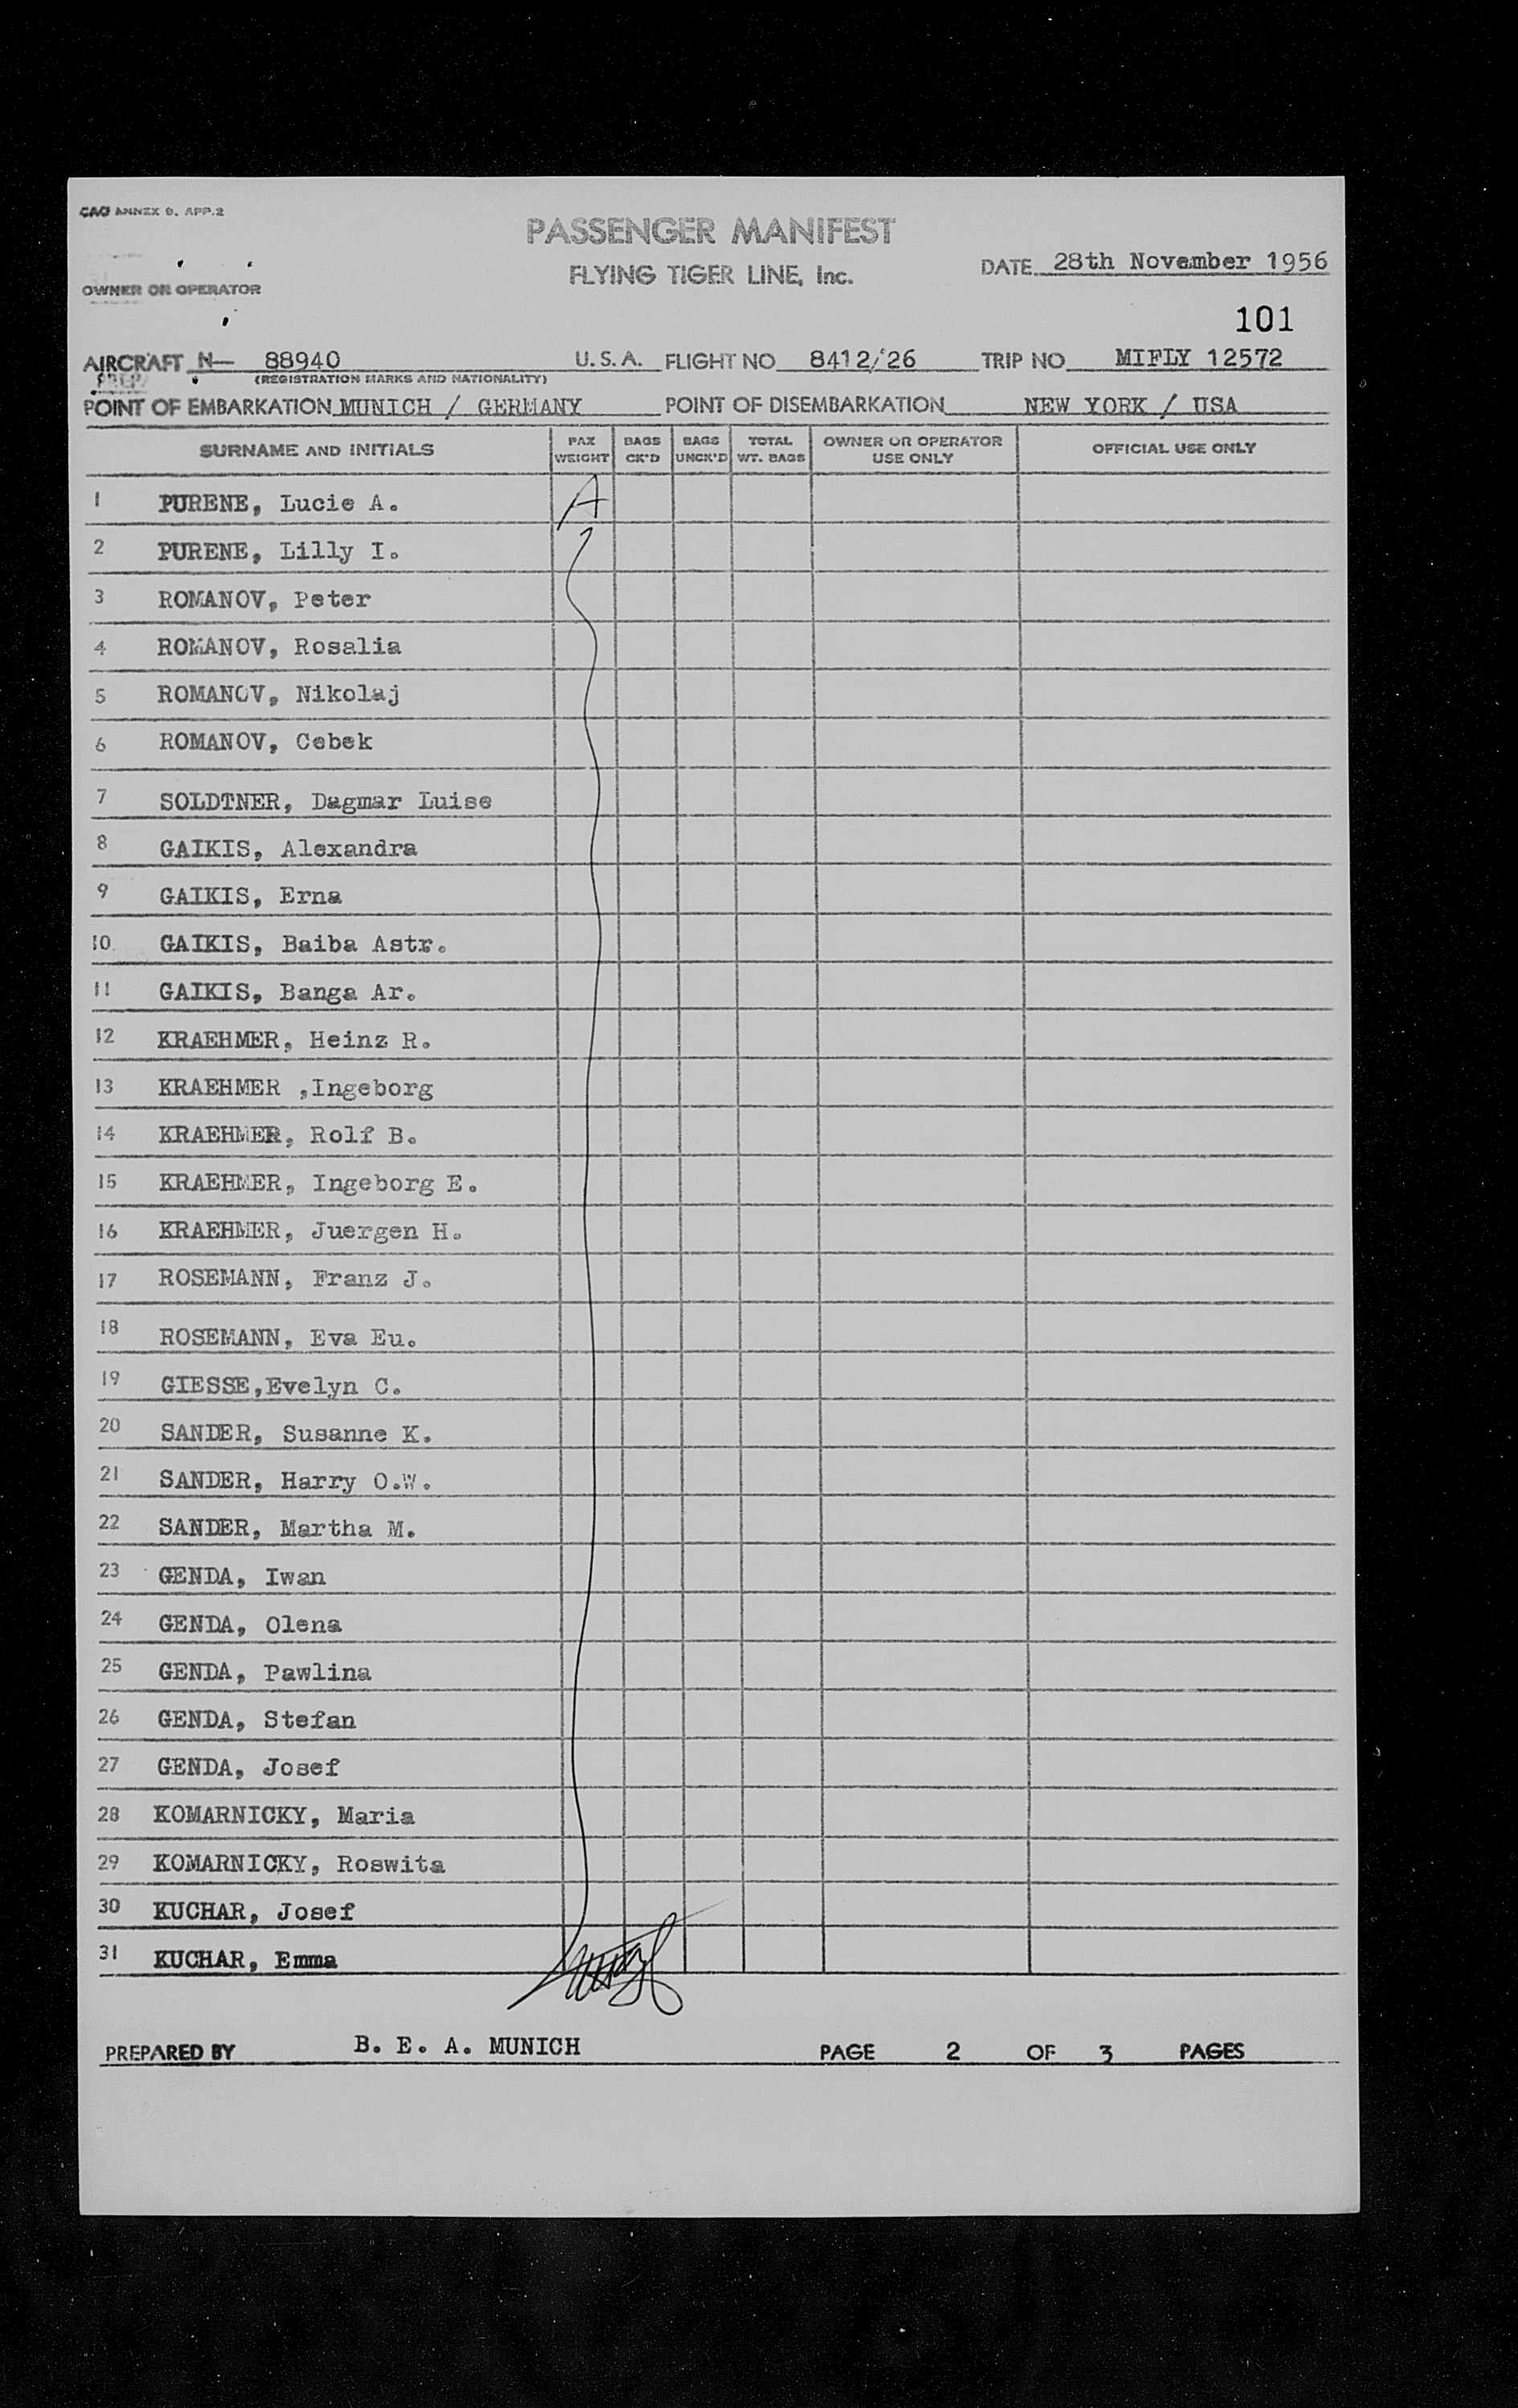 CAO ANNEX 9. APP.2
PASSENGER MANIFEST
FLYING TIGER LINE, Inc.
DATE 28th November 1956
OWNER OR OPERATOR
101
AIRCRAFT N- 88940 U.S.A. FLIGHT NO 8412/26 TRIP NO MIFLY 12572
(REGISTRATION MARKS AND NATIONALITY)
POINT OF EMBARKATION MUNICH / GERMANY POINT OF DISEMBARKATION NEW YORK / USA
SURNAME AND INITIALS PAX WEIGHT BAGS CK'D BAGS UNCK'D TOTAL WT. BAGS OWNER OR OPERATOR USE ONLY OFFICIAL USE ONLY
1 PURENE, Lucie A. A
2 PURENE, Lilly I.
3 ROMANOV, Peter
4 ROMANOV, Rosalia
5 ROMANOV, Nikolaj
6 ROMANOV, Cebek
7 SOLDTNER, Dagmar Luise
8 GAIKIS, Alexandra
9 GAIKIS, Erna
10 GAIKIS, Baiba Astr.
11 GAIKIS, Banga Ar.
12 KRAEHMER, Heinz R.
13 KRAEHMER ,Ingeborg
14 KRAEHMER, Rolf B.
15 KRAEHMER, Ingeborg E.
16 KRAEHMER, Juergen H.
17 ROSEMANN, Franz J.
18 ROSEMANN, Eva Eu.
19 GIESSE,Evelyn C.
20 SANDER, Susanne K.
21 SANDER, Harry O.W.
22 SANDER, Martha M.
23 GENDA, Iwan
24 GENDA, Olena
25 GENDA, Pawlina
26 GENDA, Stefan
27 GENDA, Josef
28 KOMARNICKY, Maria
29 KOMARNICKY, Roswita
30 KUCHAR, Josef
31 KUCHAR, Emma
PREPARED BY B. E. A. MUNICH PAGE 2 OF 3 PAGES